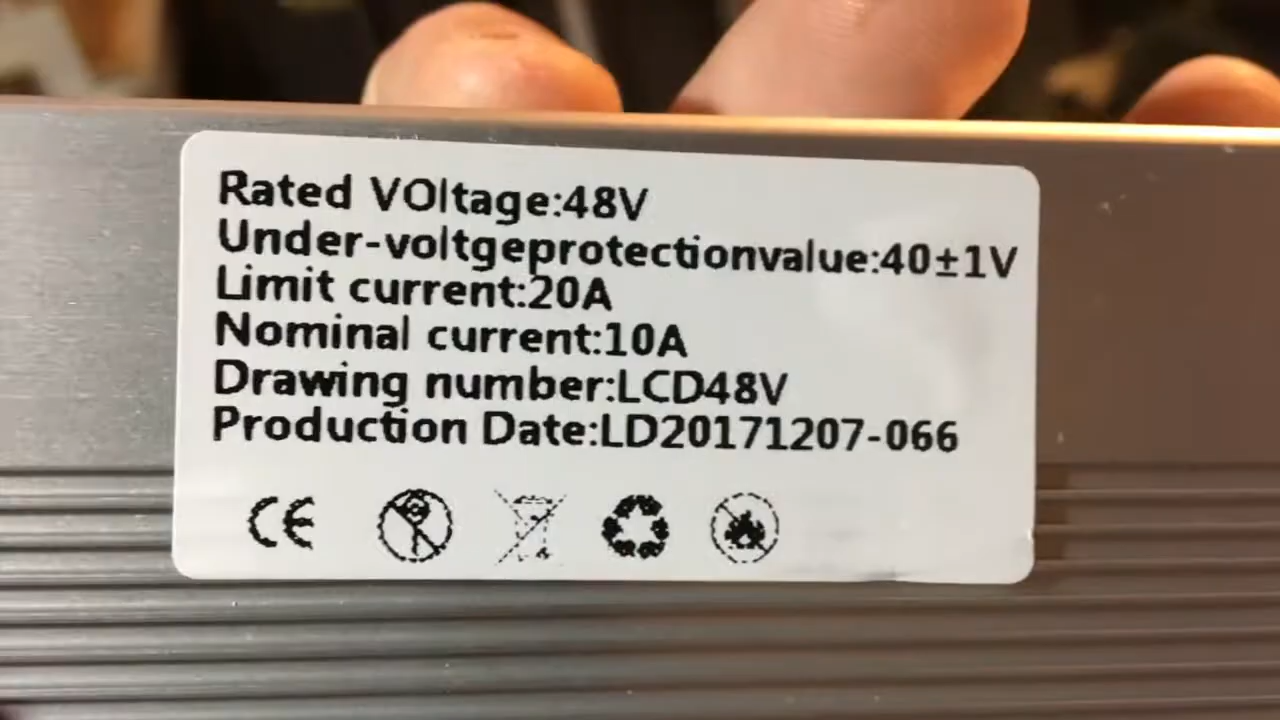 Rated VOltage:48V
Under-voltgeprotectionvalue:40±1V
Limit current:20A
Nominal current:10A
Drawing number:LCD48V
Production Date:LD20171207-066
CE